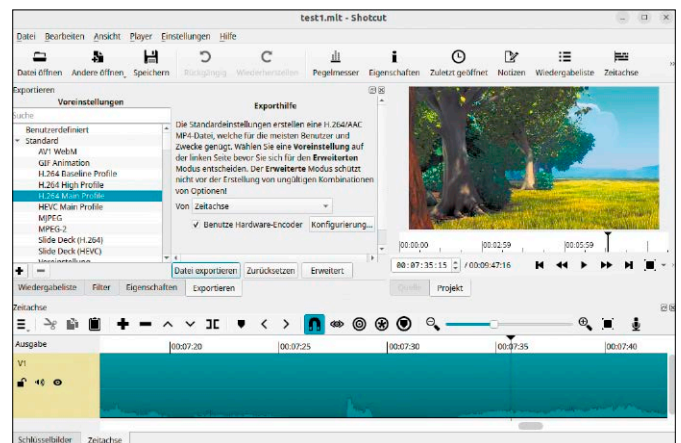 test1.mlt - Shotcut
Datei Bearbeiten Ansicht Player Einstellungen Hilfe
Datei öffnen Andere öffnen Speichern Rückgängig Wiederherstellen Pegelmesser Eigenschaften Zuletzt geöffnet Notizen Wiedergabeliste Zeitachse
Exportieren
Voreinstellungen
Suche
Benutzerdefiniert
Standard
AV1 WebM
GIF Animation
H.264 Baseline Profile
H.264 High Profile
H.264 Main Profile
HEVC Main Profile
MJPEG
MPEG-2
Slide Deck (H.264)
Slide Deck (HEVC)
Exporthilfe
Die Standardeinstellungen erstellen eine H.264/AAC
MP4-Datei, welche für die meisten Benutzer und
Zwecke genügt. Wählen Sie eine Voreinstellung auf
der linken Seite bevor Sie sich für den Erweiterten
Modus entscheiden. Der Erweiterte Modus schützt
nicht vor der Erstellung von ungültigen Kombinationen
von Optionen!
Von Zeitachse
Benutze Hardware-Encoder Konfigurierung...
Datei exportieren Zurücksetzen Erweitert
Wiedergabeliste Filter Eigenschaften Exportieren
00:00:00 00:02:59 00:05:59
00:07:35:15 / 00:09:47:16
Quelle Projekt
Zeitachse
Ausgabe 00:07:20 00:07:25 00:07:30 00:07:35 00:07:40
V1
Schlüsselbilder Zeitachse